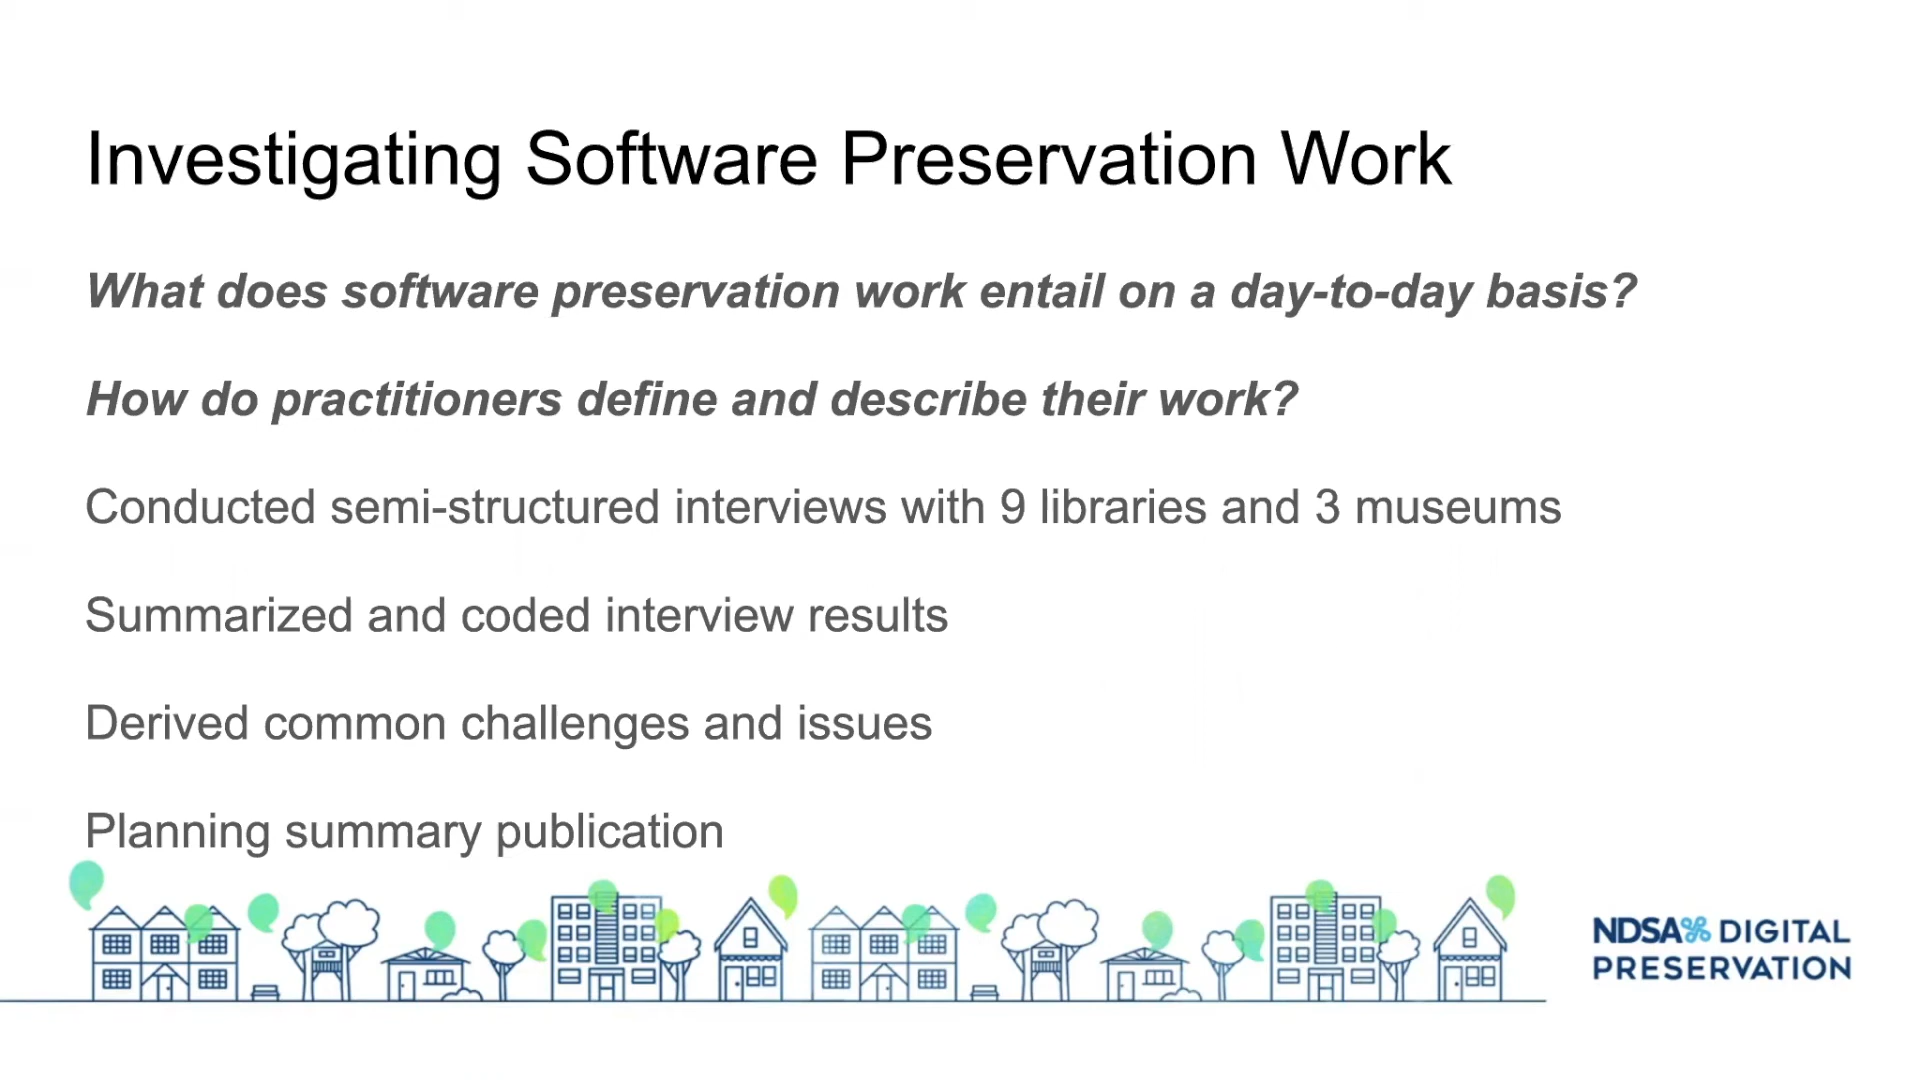 Investigating Software Preservation Work
What does software preservation work entail on a day-to-day basis?
How do practitioners define and describe their work?
Conducted semi-structured interviews with 9 libraries and 3 museums
Summarized and coded interview results
Derived common challenges and issues
Planning summary publication
NDSA DIGITAL
PRESERVATION